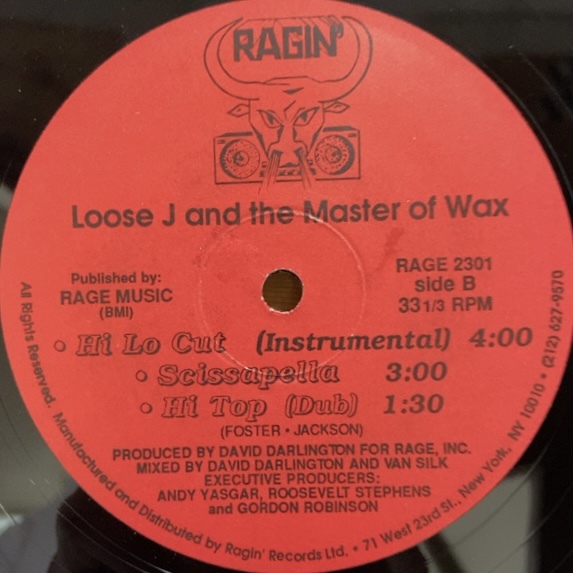 RAGIN'
Loose J and the Master of Wax
Published by:
RAGE MUSIC
(BMI)
RAGE 2301
side B
33 1/3 RPM
• Hi Lo Cut (Instrumental) 4:00
• Scissapella 3:00
• Hi Top (Dub) 1:30
(FOSTER • JACKSON)
PRODUCED BY DAVID DARLINGTON FOR RAGE, INC.
MIXED BY DAVID DARLINGTON AND VAN SILK
EXECUTIVE PRODUCERS:
ANDY YASGAR, ROOSEVELT STEPHENS
and GORDON ROBINSON
All Rights Reserved. Manufactured and Distributed by Ragin' Records Ltd. • 71 West 23rd St., New York, NY 10010 • (212) 627-9570